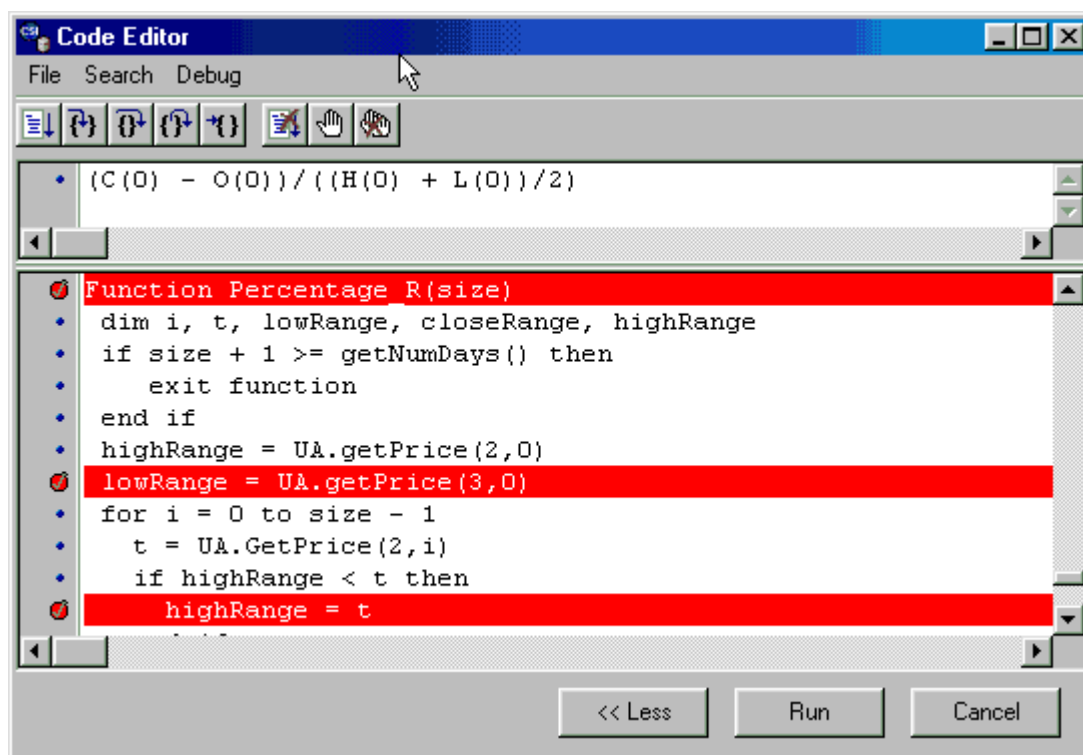 CSI Code Editor
File Search Debug
(C(0) - O(0))/((H(0) + L(0))/2)
Function Percentage_R(size)
dim i, t, lowRange, closeRange, highRange
if size + 1 >= getNumDays() then
exit function
end if
highRange = UA.getPrice(2,0)
lowRange = UA.getPrice(3,0)
for i = 0 to size - 1
t = UA.GetPrice(2,i)
if highRange < t then
highRange = t
<< Less Run Cancel